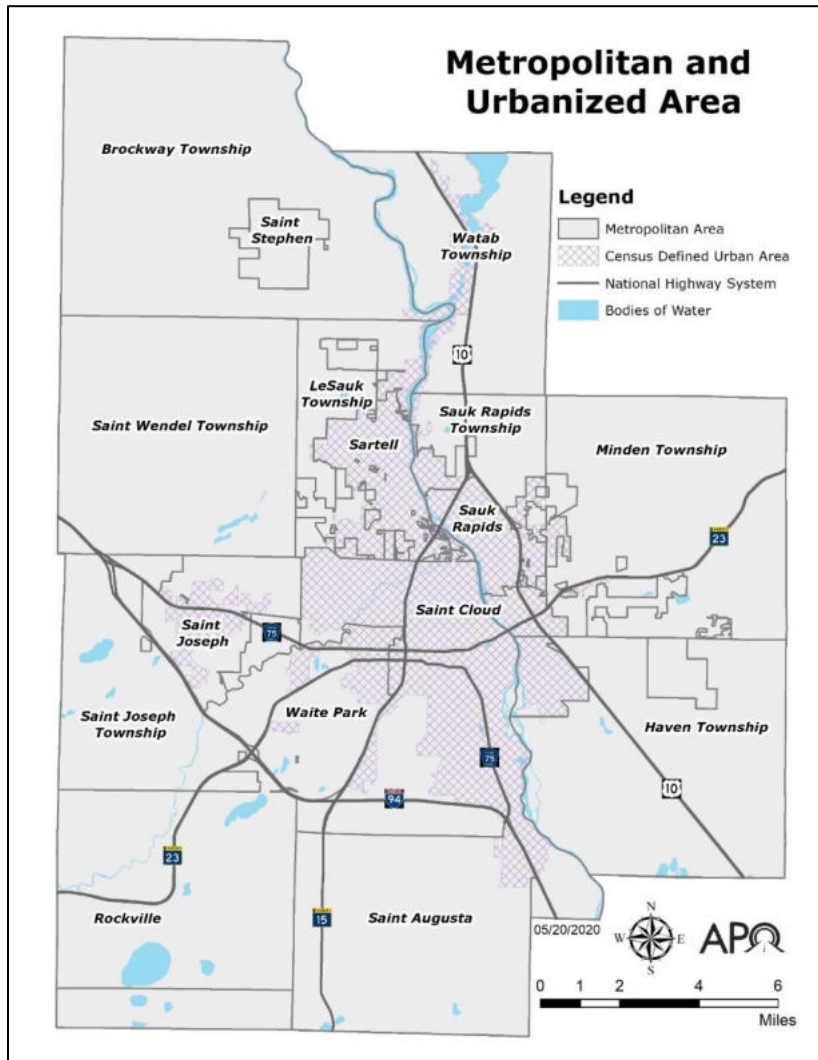 Metropolitan and
Urbanized Area
Brockway Township
Saint
Stephen
Watab
Township
Legend
Metropolitan Area
Census Defined Urban Area
National Highway System
Bodies of Water
10
LeSauk
Township
Sauk Rapids
Township
Saint Wendel Township
Sartell
Minden Township
Sauk
Rapids
23
Saint Cloud
Saint
Joseph
75
Waite Park
Saint Joseph
Township
Haven Township
75
10
94
23
Rockville
15
Saint Augusta
05/20/2020
N
W
E
S
APO
0 1 2 4 6
Miles